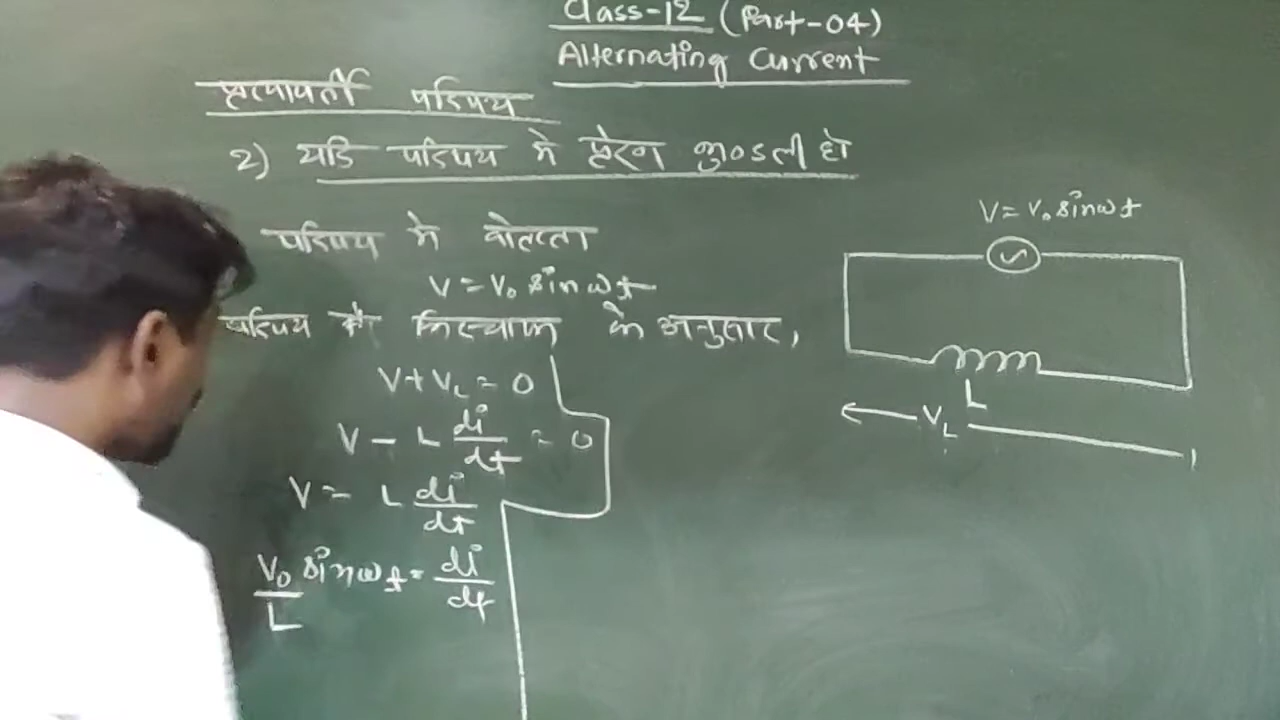 Class-12 (Part-04)
Alternating Current
प्रत्यावर्ती परिपथ
2) यदि परिपथ मे प्रेरण कुण्डली हो
परिपथ मे वोल्टता
V = V₀ sinωt
परिपथ के अनुसार,
V + V_L = 0
V - L di/dt = 0
V = L di/dt
V₀/L sinωt = di/dt
V = V₀ sinωt
L
V_L